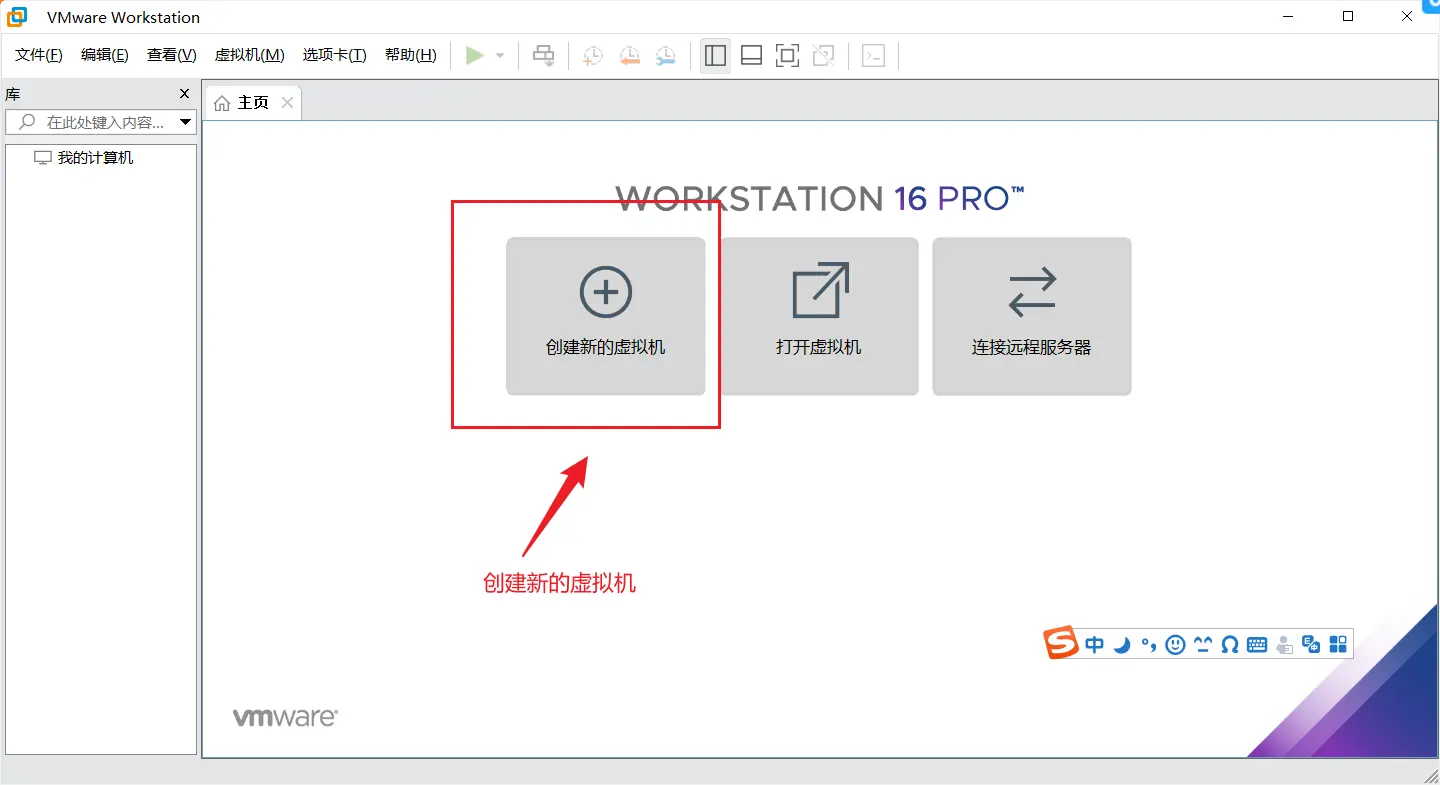 VMware Workstation
文件(F) 编辑(E) 查看(V) 虚拟机(M) 选项卡(T) 帮助(H)
库
主页
在此处键入内容...
我的计算机
WORKSTATION 16 PRO™
创建新的虚拟机 打开虚拟机 连接远程服务器
创建新的虚拟机
S 中
vmware®